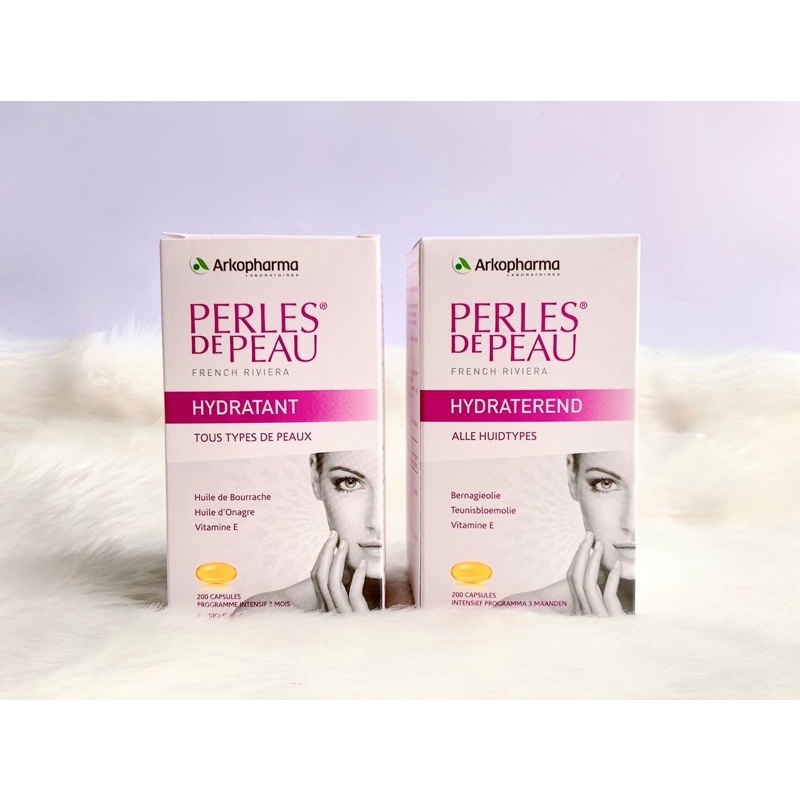 Arkopharma
LABORATOIRES
PERLES®
DE PEAU
FRENCH RIVIERA
HYDRATANT
TOUS TYPES DE PEAUX
Huile de Bourrache
Huile d'Onagre
Vitamine E
200 CAPSULES
PROGRAMME INTENSIF 3 MOIS
Arkopharma
LABORATOIRES
PERLES®
DE PEAU
FRENCH RIVIERA
HYDRATEREND
ALLE HUIDTYPES
Bernagieolie
Teunisbloemolie
Vitamine E
200 CAPSULES
INTENSIEF PROGRAMMA 3 MAANDEN